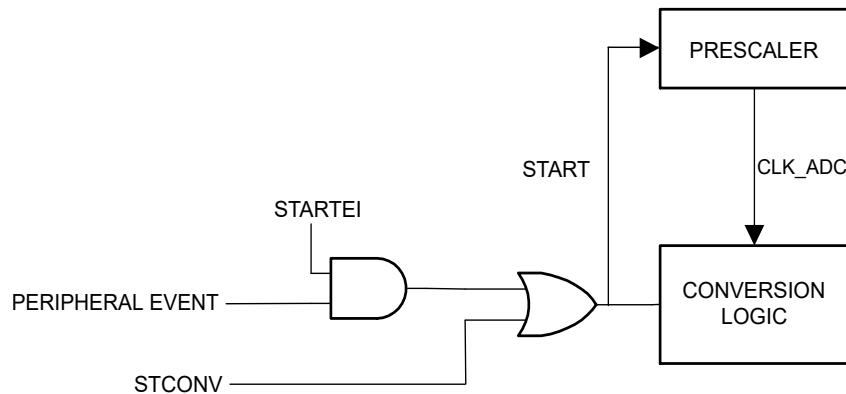 PRESCALER
START
CLK_ADC
STARTEI
PERIPHERAL EVENT
CONVERSION
LOGIC
STCONV